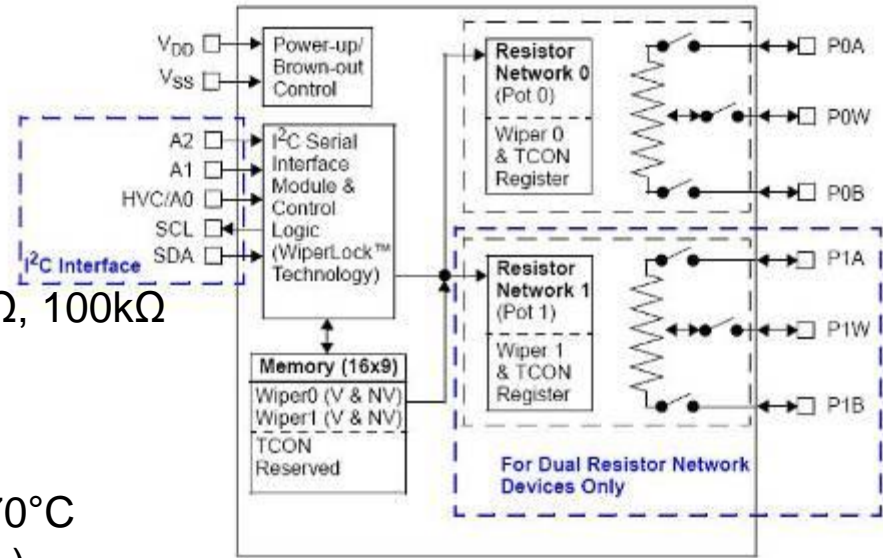 V_DD
V_SS
Power-up/
Brown-out
Control
A2
A1
HVC/A0
SCL
SDA
I²C Interface
I²C Serial
Interface
Module &
Control
Logic
(WiperLock™
Technology)
Memory (16x9)
Wiper0 (V & NV)
Wiper1 (V & NV)
TCON
Reserved
Resistor
Network 0
(Pot 0)
Wiper 0
& TCON
Register
P0A
P0W
P0B
Resistor
Network 1
(Pot 1)
Wiper 1
& TCON
Register
P1A
P1W
P1B
For Dual Resistor Network
Devices Only
Ω, 100kΩ
70°C
)